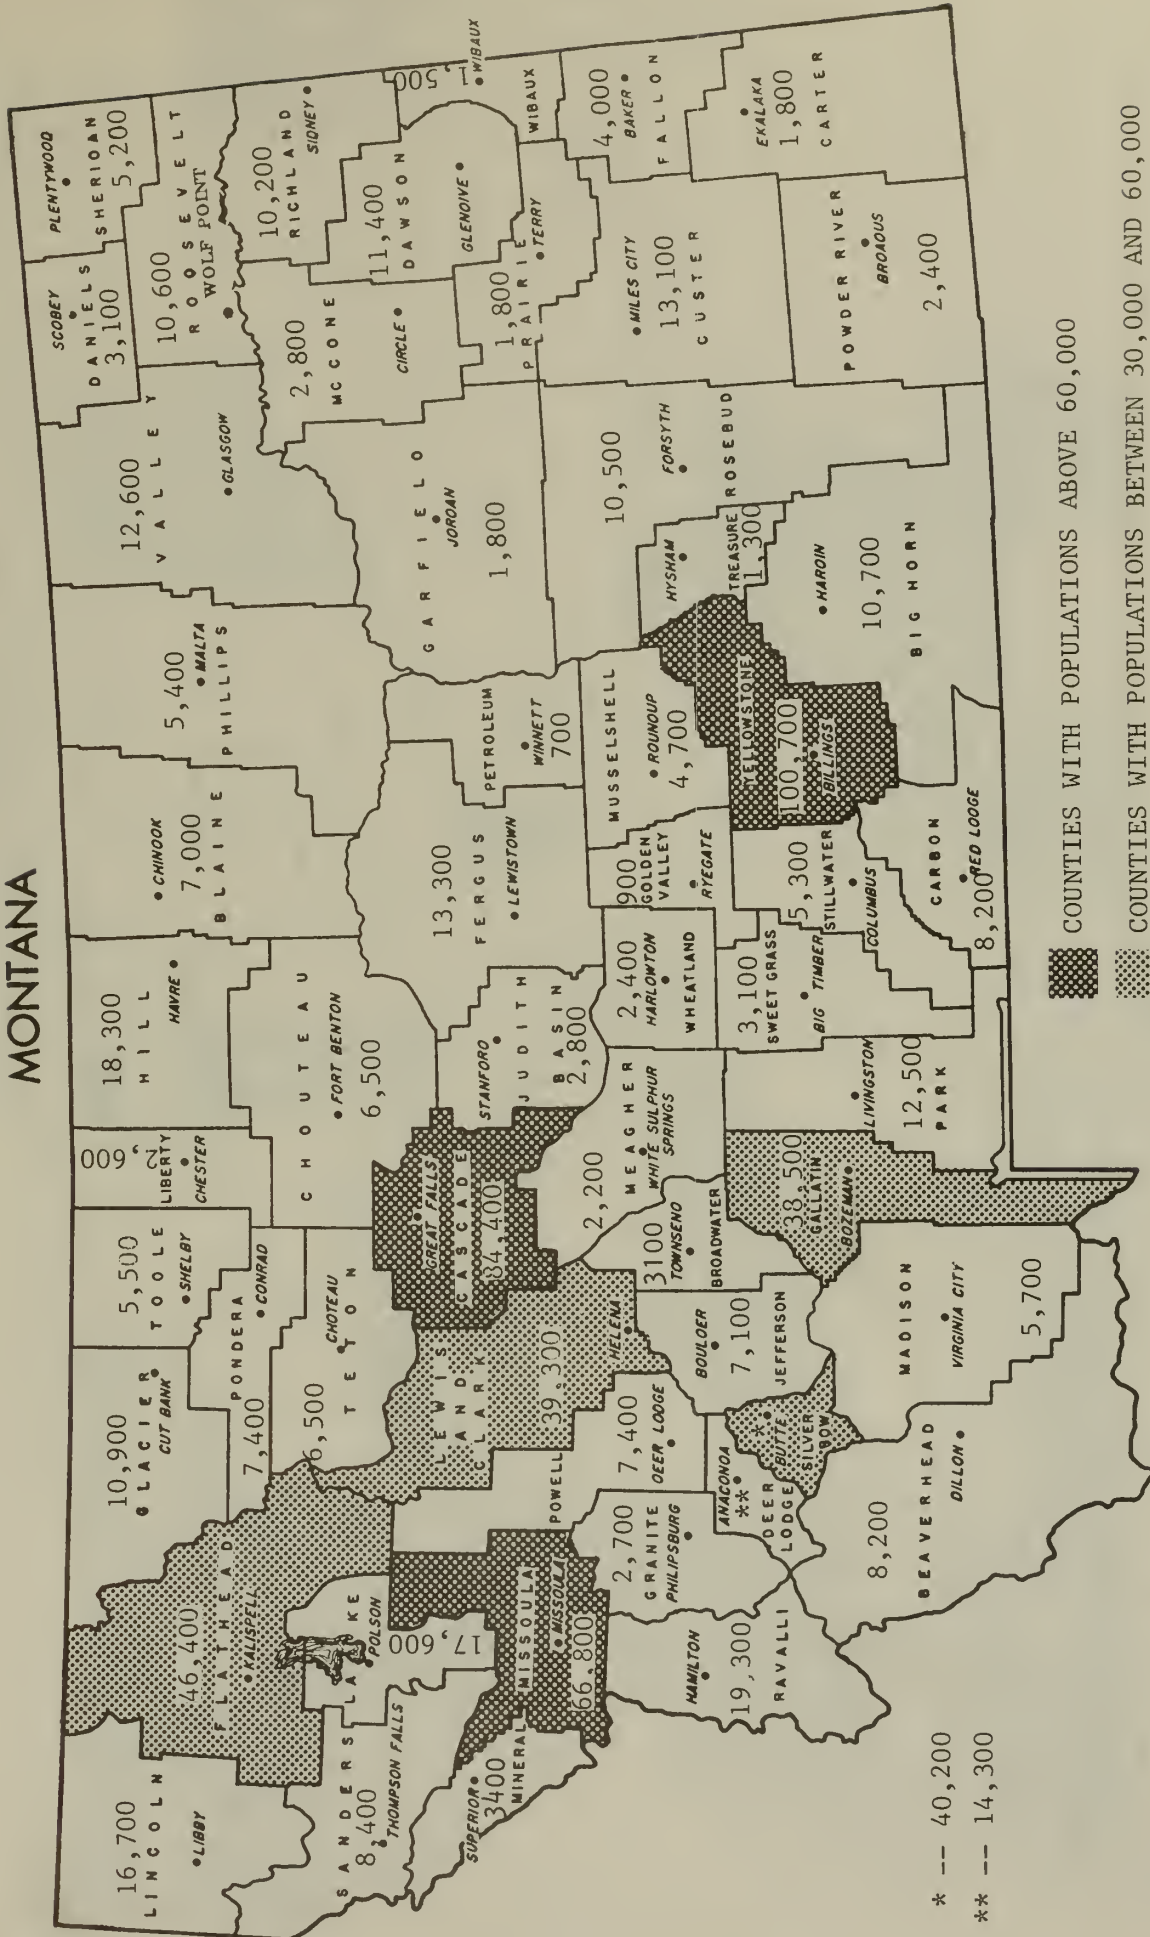 MONTANA
16,700
LINCOLN
LIBBY
46,400
FLATHEAD
KALISPELL
10,900
GLACIER
CUT BANK
5,500
TOOLE
SHELBY
2,600
LIBERTY
CHESTER
18,300
HILL
HAVRE
CHINOOK
7,000
BLAINE
5,400
MALTA
PHILLIPS
12,600
VALLEY
GLASGOW
SCOBEY
DANIELS
3,100
PLENTYWOOD
SHERIOAN
5,200
10,600
ROOSEVELT
WOLF POINT
PONDERA
CONRAD
7,400
6,500
CHOTEAU
TETON
CHOUTEAU
FORT BENTON
6,500
10,200
RICHLAND
SIDNEY
2,800
MCCONE
CIRCLE
11,400
DAWSON
GLENDIVE
1,500
WIBAUX
WIBAUX
SANDERS
8,400
THOMPSON FALLS
LAKE
POLSON
17,600
SUPERIOR
3400
MINERAL
MISSOULA
MISSOULA
66,800
POWELL
7,400
DEER LODGE
LEWIS
AND
CLARK
39,300
HELENA
GREAT FALLS
CASCADE
84,400
STANFORD
JUDITH
BASIN
2,800
13,300
FERGUS
LEWISTOWN
PETROLEUM
WINNETT
700
GARFIELD
JOROAN
1,800
1,800
PRAIRIE
TERRY
4,000
BAKER
FALLON
2,700
GRANITE
PHILIPSBURG
2,200
MEAGHER
WHITE SULPHUR
SPRINGS
2,400
HARLOWTON
WHEATLAND
900
GOLDEN
VALLEY
RYEGATE
MUSSELSHELL
ROUNDUP
4,700
10,500
FORSYTH
ROSEBUD
HYSHAM
TREASURE
1,300
MILES CITY
13,100
CUSTER
EKALAKA
1,800
CARTER
HAMILTON
19,300
RAVALLI
ANACONOA
**
DEER
LODGE
*
BUTTE
SILVER
BOW
BOULOER
7,100
JEFFERSON
3100
TOWNSENO
BROADWATER
38,500
GALLATIN
BOZEMAN
LIVINGSTON
12,500
PARK
3,100
SWEET GRASS
BIG TIMBER
5,300
STILLWATER
COLUMBUS
YELLOWSTONE
100,700
BILLINGS
HAROIN
10,700
BIG HORN
POWDER RIVER
BROAOUS
2,400
8,200
BEAVERHEAD
DILLON
MADISON
VIRGINIA CITY
5,700
CARBON
RED LODGE
8,200
* -- 40,200
** -- 14,300
COUNTIES WITH POPULATIONS ABOVE 60,000
COUNTIES WITH POPULATIONS BETWEEN 30,000 AND 60,000